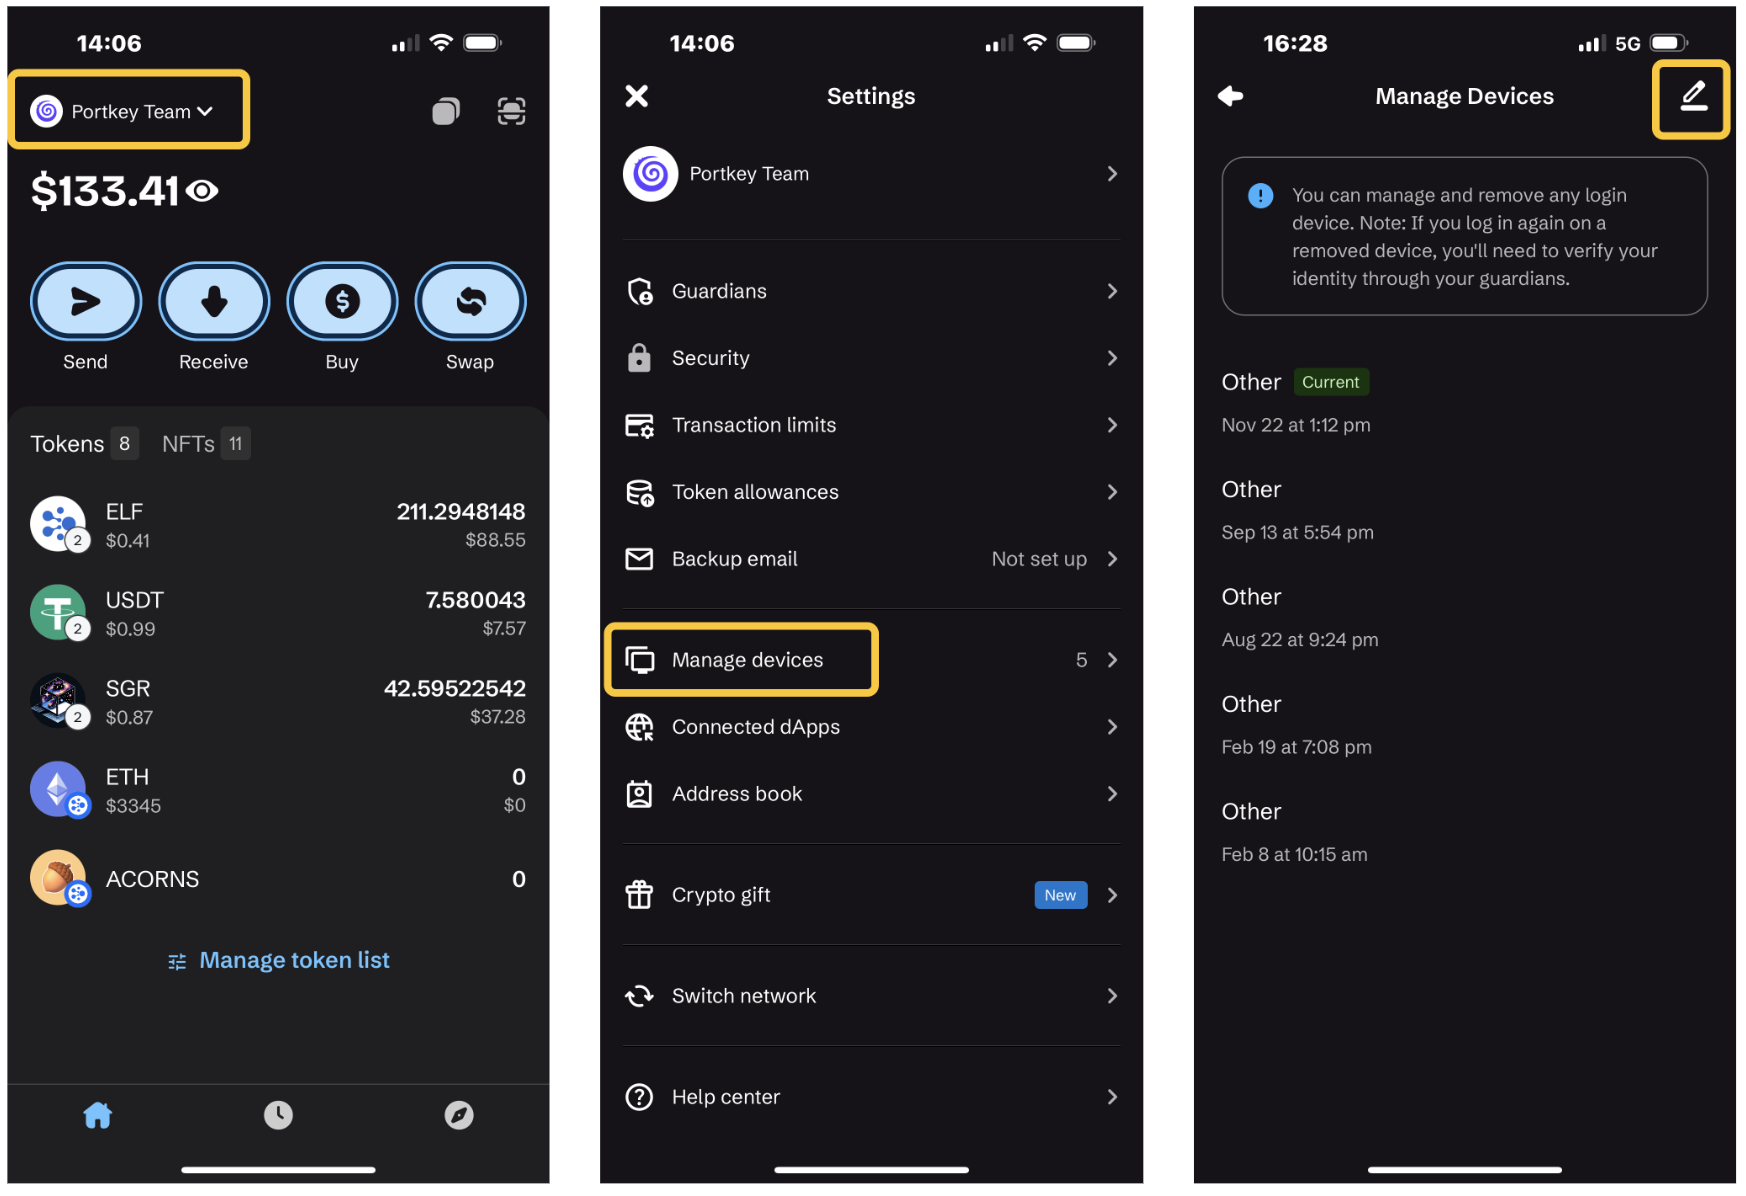 14:06
Portkey Team
$133.41
Send Receive Buy Swap
Tokens 8 NFTs 11
ELF 211.2948148
2 $0.41 $88.55
USDT 7.580043
2 $0.99 $7.57
SGR 42.59522542
2 $0.87 $37.28
ETH 0
$3345 $0
ACORNS 0
Manage token list
14:06
Settings
Portkey Team
Guardians
Security
Transaction limits
Token allowances
Backup email Not set up
Manage devices 5
Connected dApps
Address book
Crypto gift New
Switch network
Help center
16:28 5G
Manage Devices
You can manage and remove any login
device. Note: If you log in again on a
removed device, you'll need to verify your
identity through your guardians.
Other Current
Nov 22 at 1:12 pm
Other
Sep 13 at 5:54 pm
Other
Aug 22 at 9:24 pm
Other
Feb 19 at 7:08 pm
Other
Feb 8 at 10:15 am